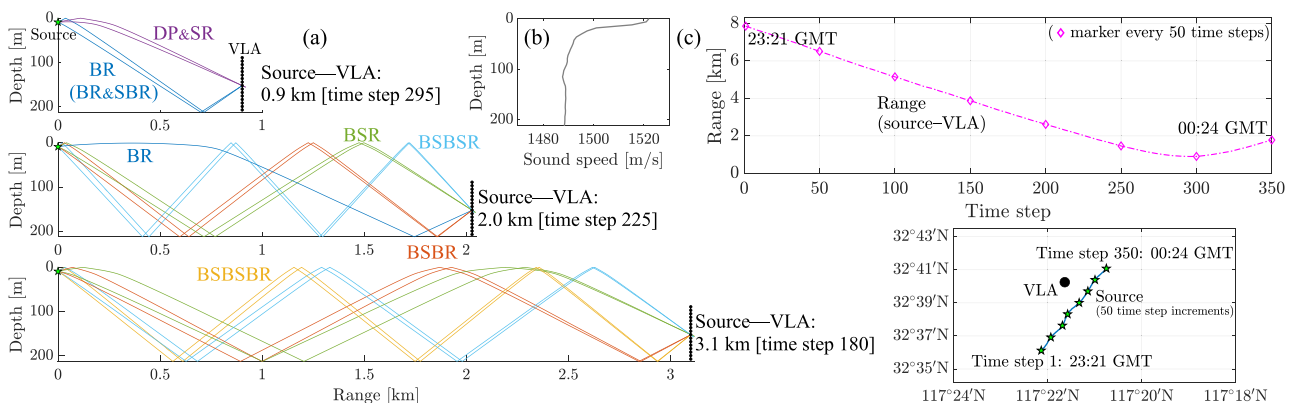 0
100
200
Depth [m]
Source
DP&SR
VLA
BR
(BR&SBR)
0
0.5
1
(a)
Source—VLA:
0.9 km [time step 295]
(b)
0
100
200
Depth [m]
1480
1500
1520
Sound speed [m/s]
0
100
200
Depth [m]
BR
BSR
BSBSR
0
0.5
1
1.5
2
Source—VLA:
2.0 km [time step 225]
0
100
200
Depth [m]
BSBSBR
BSBR
0
0.5
1
1.5
2
2.5
3
Range [km]
Source—VLA:
3.1 km [time step 180]
(c)
8
6
4
2
0
Range [km]
23:21 GMT
( marker every 50 time steps)
Range
(source–VLA)
00:24 GMT
0
50
100
150
200
250
300
350
Time step
32°43′N
32°41′N
32°39′N
32°37′N
32°35′N
Time step 350: 00:24 GMT
VLA
Source
(50 time step increments)
Time step 1: 23:21 GMT
117°24′N
117°22′N
117°20′N
117°18′N